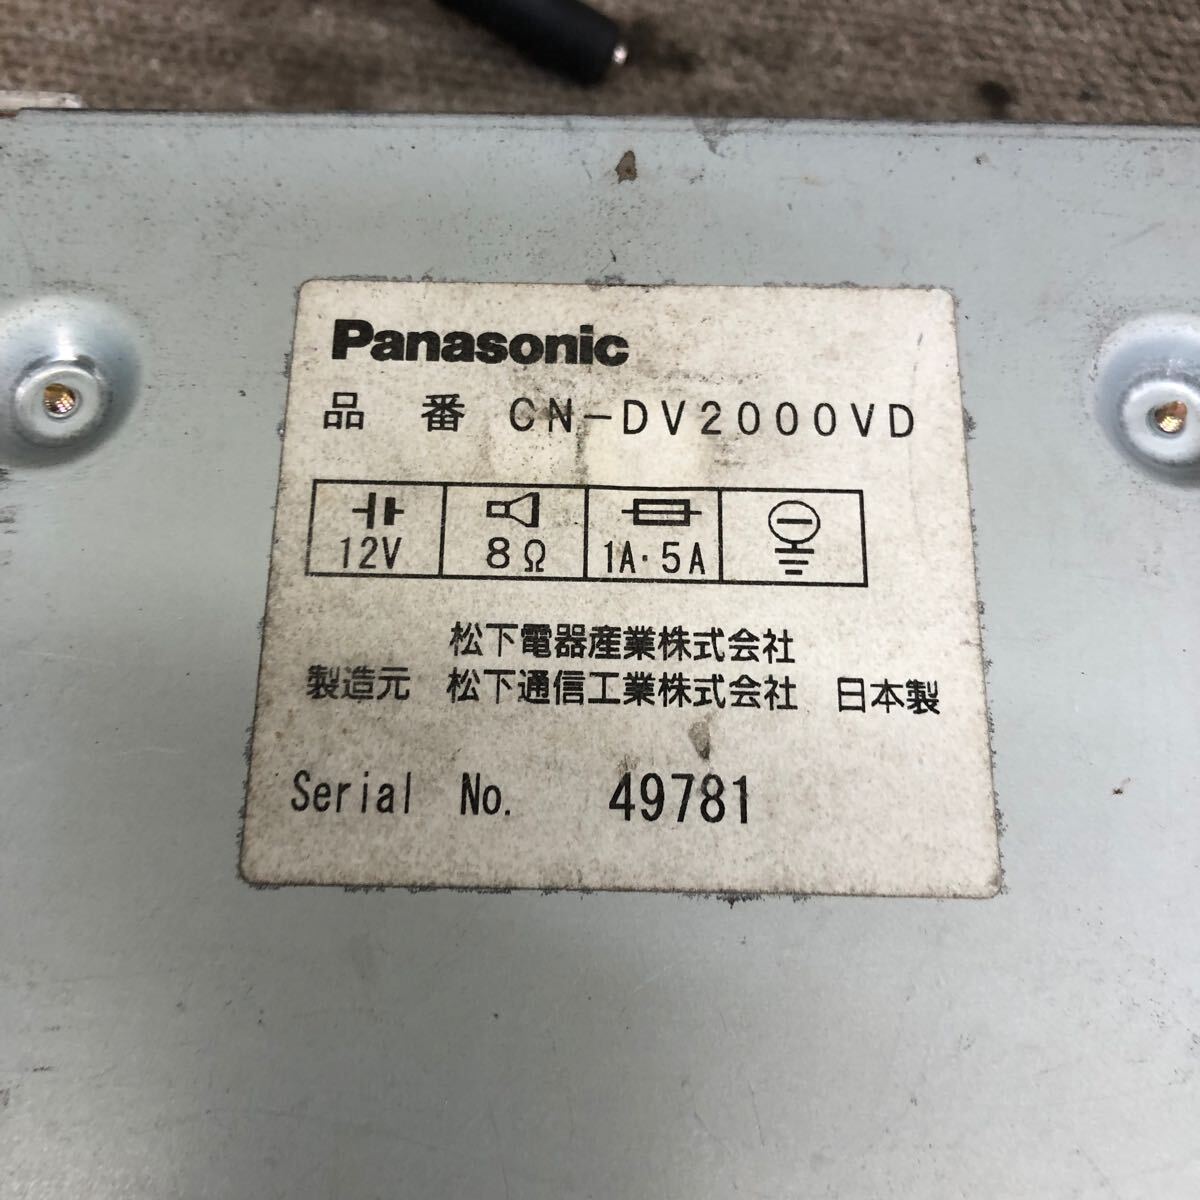 Panasonic
品 番 CN-DV2000VD
12V 8Ω 1A・5A
松下電器産業株式会社
製造元 松下通信工業株式会社 日本製
Serial No. 49781